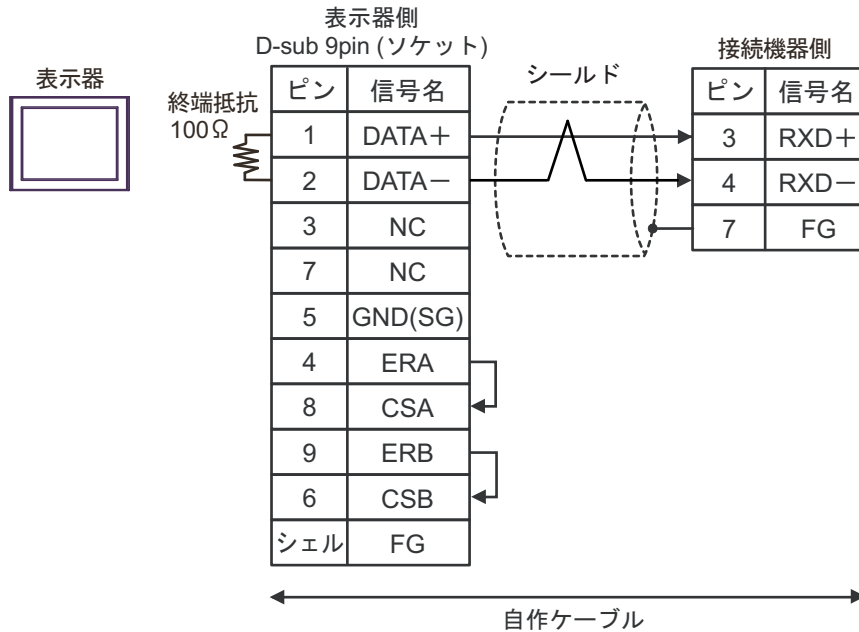 表示器側
D-sub 9pin (ソケット)
接続機器側
表示器
シールド
終端抵抗
100Ω
ピン 信号名
1 DATA＋
2 DATA－
3 NC
7 NC
5 GND(SG)
4 ERA
8 CSA
9 ERB
6 CSB
シェル FG
ピン 信号名
3 RXD＋
4 RXD－
7 FG
自作ケーブル